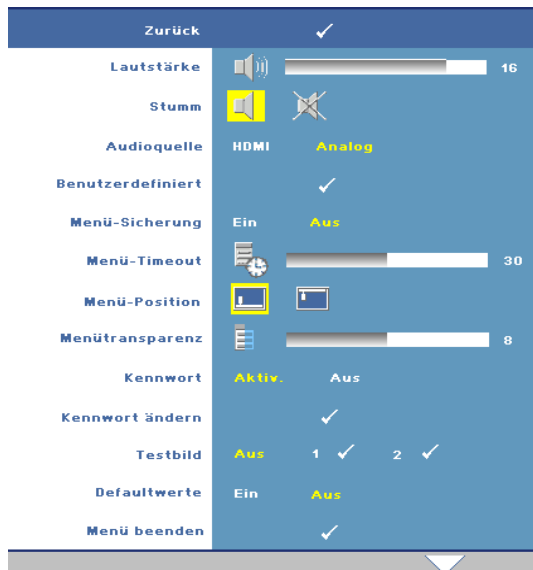 Zurück
Lautstärke 16
Stumm
Audioquelle HDMI Analog
Benutzerdefiniert
Menü-Sicherung Ein Aus
Menü-Timeout 30
Menü-Position
Menütransparenz 8
Kennwort Aktiv. Aus
Kennwort ändern
Testbild Aus 1 2
Defaultwerte Ein Aus
Menü beenden